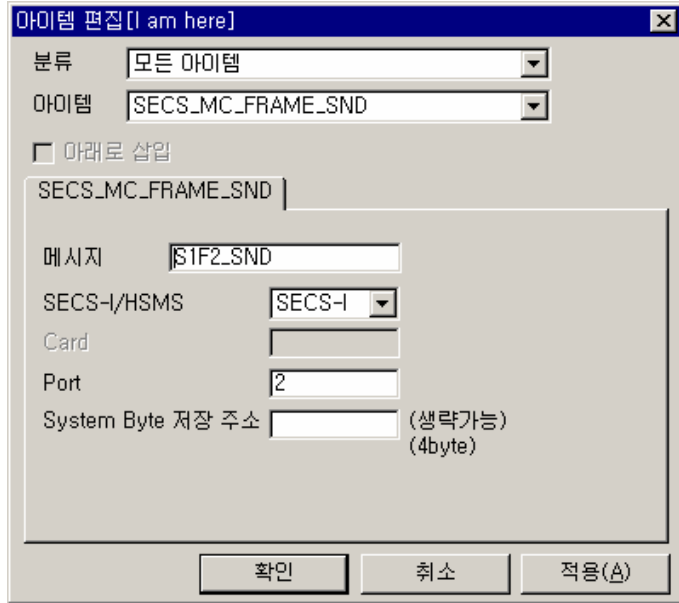 아이템 편집[I am here]
분류 모든 아이템
아이템 SECS_MC_FRAME_SND
아래로 삽입
SECS_MC_FRAME_SND
메시지 S1F2_SND
SECS-I/HSMS SECS-I
Card
Port 2
System Byte 저장 주소 (생략가능)
(4byte)
확인 취소 적용(A)